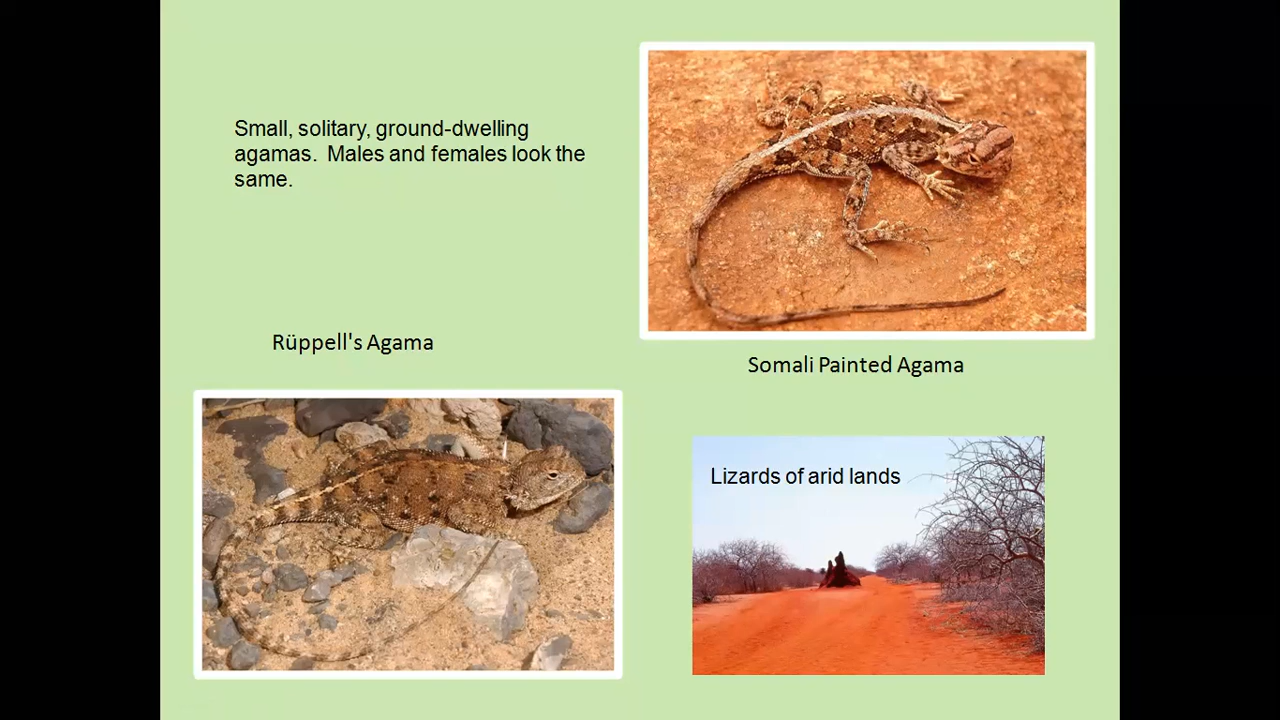 Small, solitary, ground-dwelling
agamas.  Males and females look the
same.
Rüppell's Agama
Somali Painted Agama
Lizards of arid lands